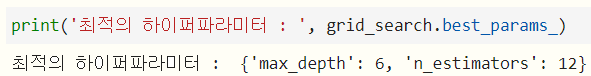 print('최적의 하이퍼파라미터 : ', grid_search.best_params_)
최적의 하이퍼파라미터 :  {'max_depth': 6, 'n_estimators': 12}